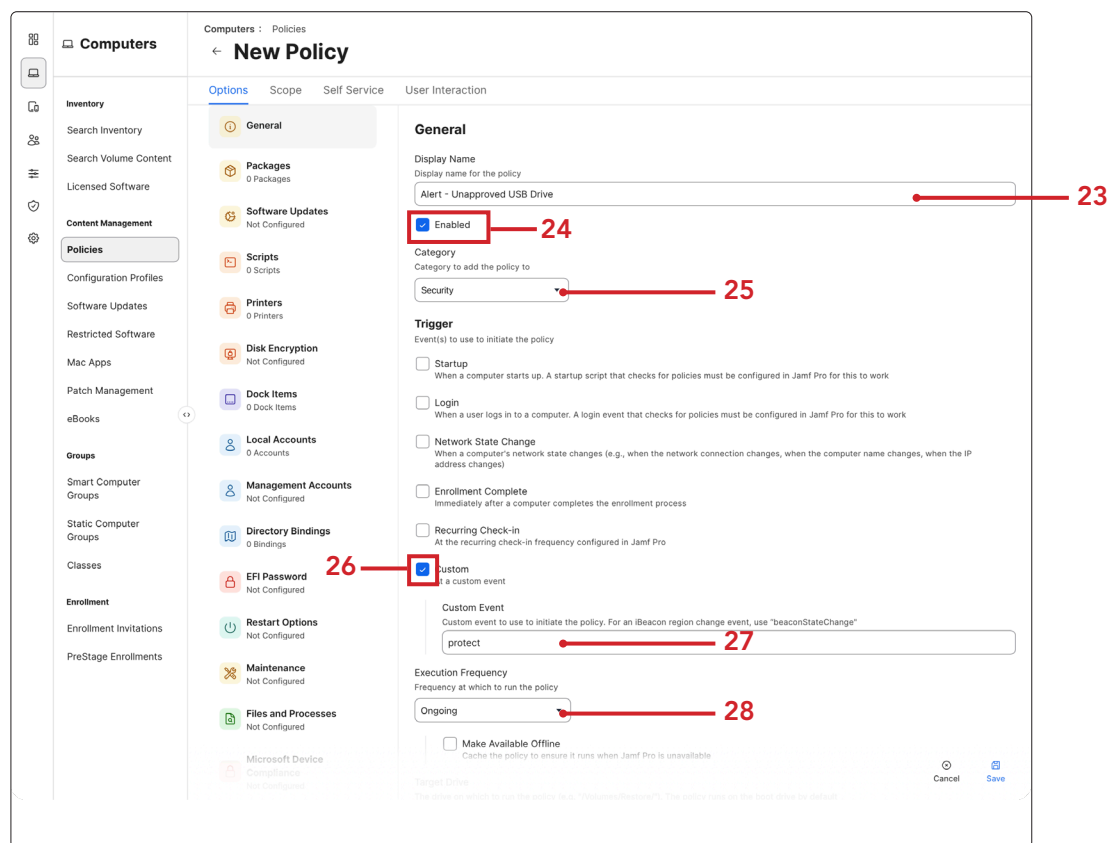 Computers : Policies
← New Policy
Computers
Options Scope Self Service User Interaction
Inventory
Search Inventory
Search Volume Content
Licensed Software
Content Management
Policies
Configuration Profiles
Software Updates
Restricted Software
Mac Apps
Patch Management
eBooks
Groups
Smart Computer
Groups
Static Computer
Groups
Classes
Enrollment
Enrollment Invitations
PreStage Enrollments
General
Packages
0 Packages
Software Updates
Not Configured
Scripts
0 Scripts
Printers
0 Printers
Disk Encryption
Not Configured
Dock Items
0 Dock Items
Local Accounts
0 Accounts
Management Accounts
Not Configured
Directory Bindings
0 Bindings
EFI Password
Not Configured
Restart Options
Not Configured
Maintenance
Not Configured
Files and Processes
Not Configured
Microsoft Device
Compliance
Not Configured
General
Display Name
Display name for the policy
Alert - Unapproved USB Drive
23
Enabled
24
Category
Category to add the policy to
Security
25
Trigger
Event(s) to use to initiate the policy
Startup
When a computer starts up. A startup script that checks for policies must be configured in Jamf Pro for this to work
Login
When a user logs in to a computer. A login event that checks for policies must be configured in Jamf Pro for this to work
Network State Change
When a computer's network state changes (e.g., when the network connection changes, when the computer name changes, when the IP
address changes)
Enrollment Complete
Immediately after a computer completes the enrollment process
Recurring Check-in
At the recurring check-in frequency configured in Jamf Pro
26
ustom
t a custom event
Custom Event
Custom event to use to initiate the policy. For an iBeacon region change event, use "beaconStateChange"
protect
27
Execution Frequency
Frequency at which to run the policy
Ongoing
28
Make Available Offline
Cache the policy to ensure it runs when Jamf Pro is unavailable
Target Drive
Cancel Save